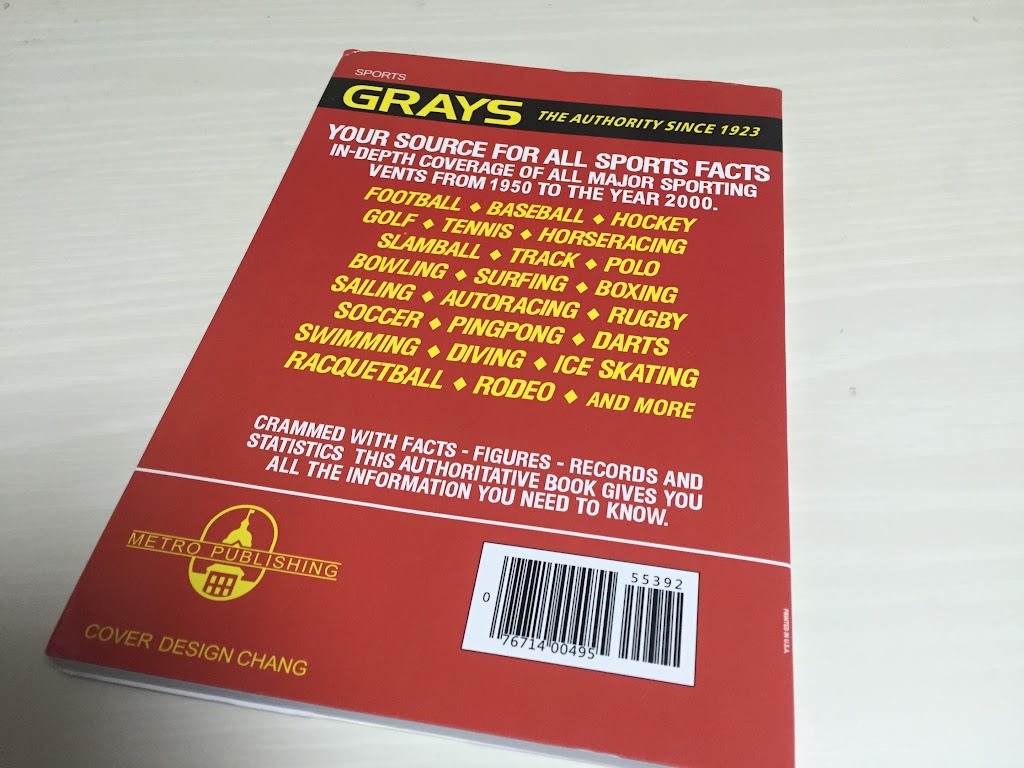 SPORTS
GRAYS THE AUTHORITY SINCE 1923
YOUR SOURCE FOR ALL SPORTS FACTS
IN-DEPTH COVERAGE OF ALL MAJOR SPORTING
VENTS FROM 1950 TO THE YEAR 2000.
FOOTBALL ◆ BASEBALL ◆ HOCKEY
GOLF ◆ TENNIS ◆ HORSERACING
SLAMBALL ◆ TRACK ◆ POLO
BOWLING ◆ SURFING ◆ BOXING
SAILING ◆ AUTORACING ◆ RUGBY
SOCCER ◆ PINGPONG ◆ DARTS
SWIMMING ◆ DIVING ◆ ICE SKATING
RACQUETBALL ◆ RODEO ◆ AND MORE
CRAMMED WITH FACTS - FIGURES - RECORDS AND
STATISTICS THIS AUTHORITATIVE BOOK GIVES YOU
ALL THE INFORMATION YOU NEED TO KNOW.
METRO PUBLISHING
COVER DESIGN CHANG
55392
0 76714 00495
PRINTED IN U.S.A.